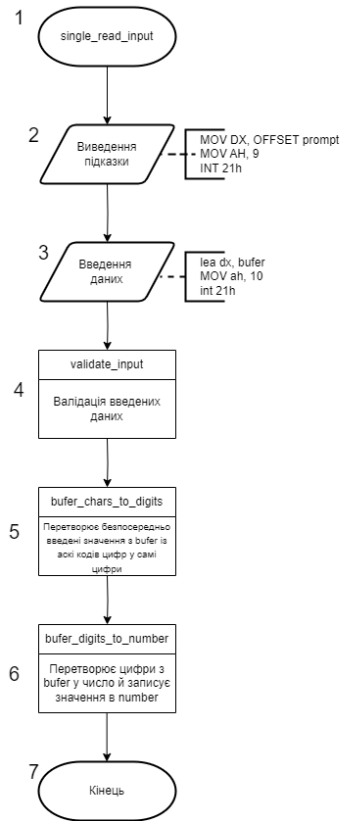 1
single_read_input
2
Виведення
підказки
MOV DX, OFFSET prompt
MOV AH, 9
INT 21h
3
Введення
даних
lea dx, bufer
MOV ah, 10
int 21h
validate_input
4
Валідація введених
даних
bufer_chars_to_digits
5
Перетворює безпосередньо
введені значення з bufer із
аскі кодів цифр у самі
цифри
bufer_digits_to_number
6
Перетворює цифри з
bufer у число й записує
значення в number
7
Кінець